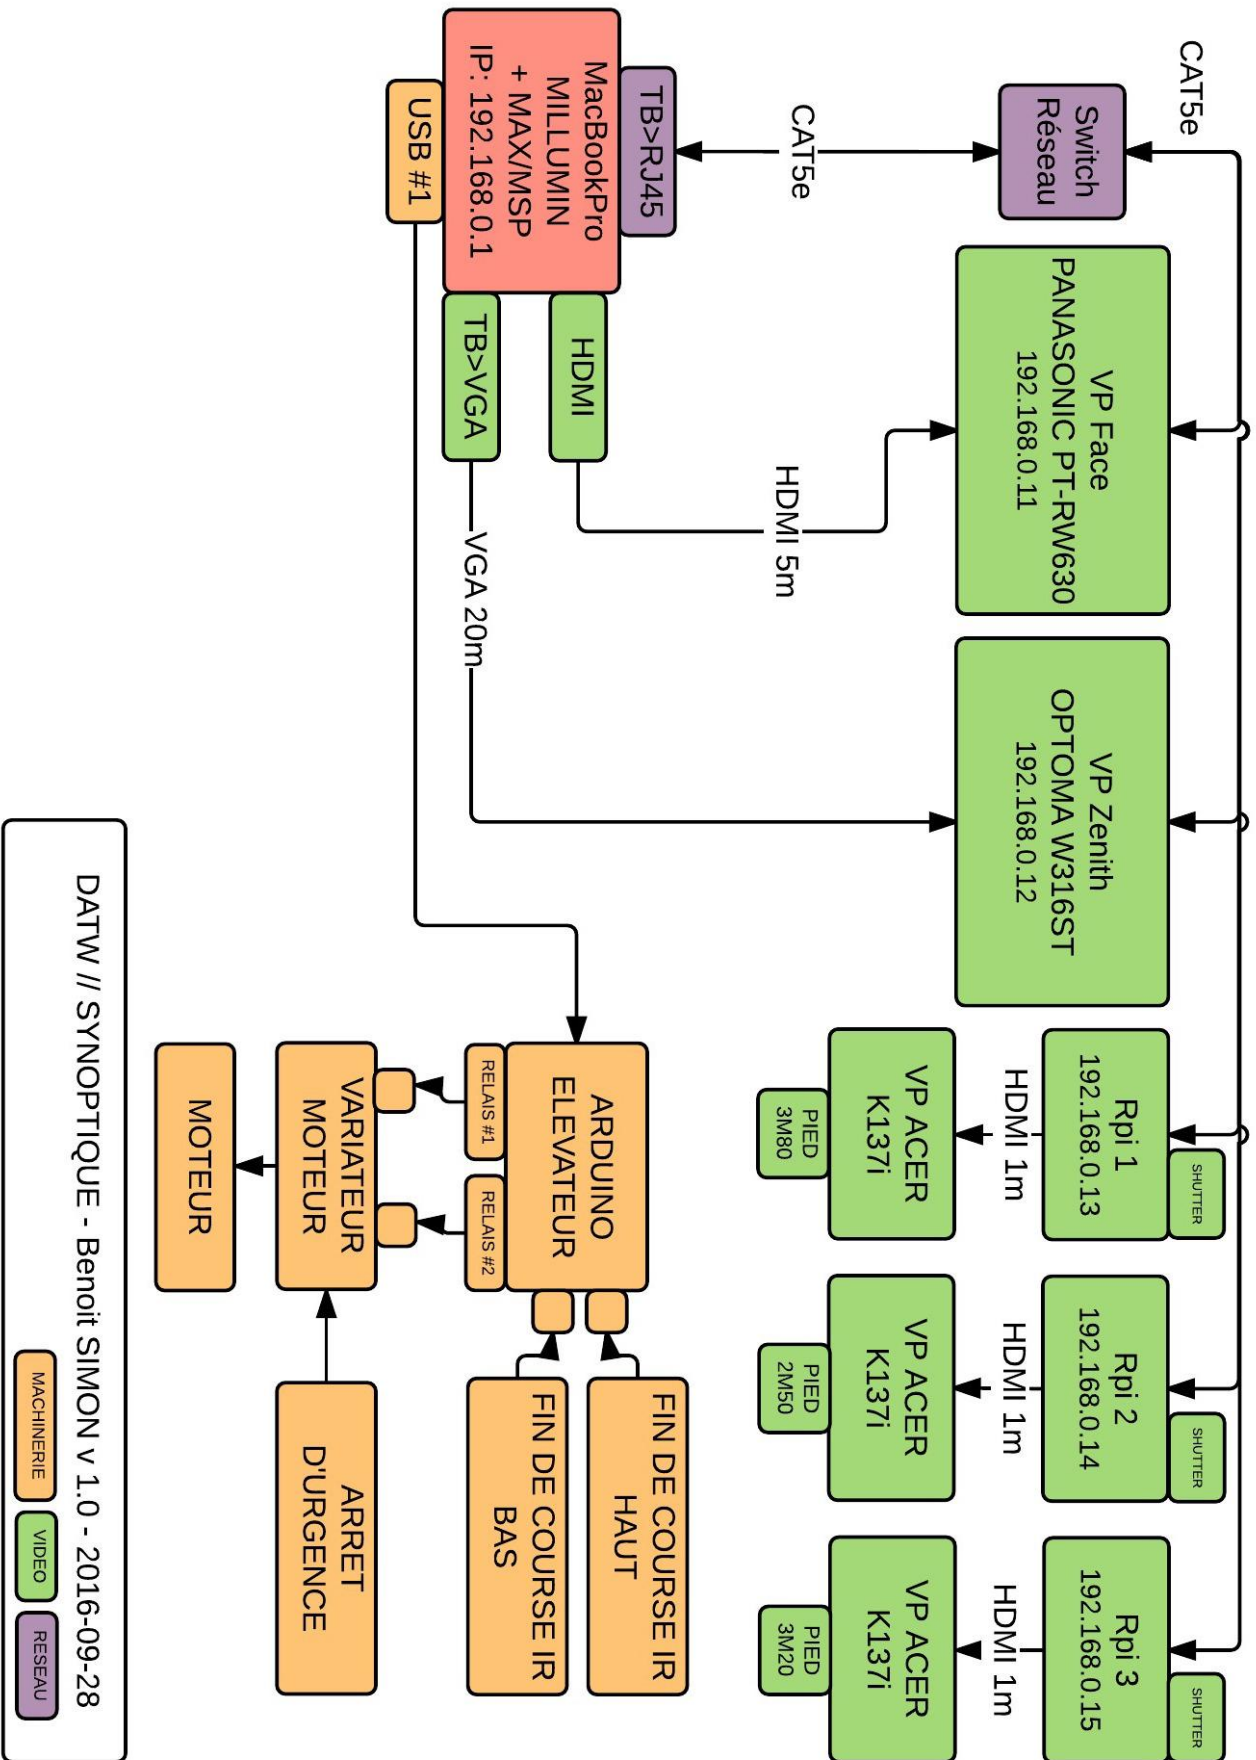 CAT5e
Switch
Réseau
VP Face
PANASONIC PT-RW630
192.168.0.11
VP Zenith
OPTOMA W316ST
192.168.0.12
SHUTTER
Rpi 1
192.168.0.13
SHUTTER
Rpi 2
192.168.0.14
SHUTTER
Rpi 3
192.168.0.15
CAT5e
HDMI 5m
HDMI 1m
HDMI 1m
HDMI 1m
VP ACER
K137i
PIED
3M80
VP ACER
K137i
PIED
2M50
VP ACER
K137i
PIED
3M20
TB>RJ45
MacBookPro
MILLUMIN
+ MAX/MSP
IP: 192.168.0.1
HDMI
TB>VGA
USB #1
VGA 20m
ARDUINO
ELEVATEUR
RELAIS #1
RELAIS #2
FIN DE COURSE IR
HAUT
FIN DE COURSE IR
BAS
VARIATEUR
MOTEUR
ARRET
D'URGENCE
MOTEUR
DATW // SYNOPTIQUE - Benoit SIMON v 1.0 - 2016-09-28
MACHINERIE
VIDEO
RESEAU